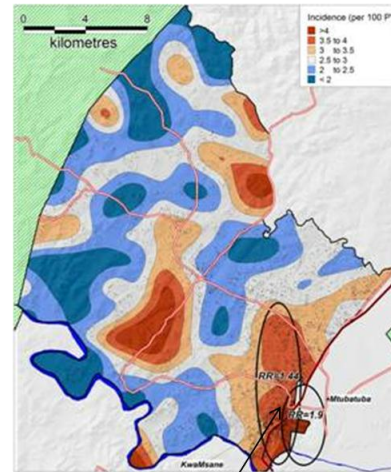 0 2 4 8
kilometres
Incidence (per 100 P
>4
3.5 to 4
3 to 3.5
2.5 to 3
2 to 2.5
< 2
RR=1.44
Mtubatuba
RR=1.9
KwaMsane